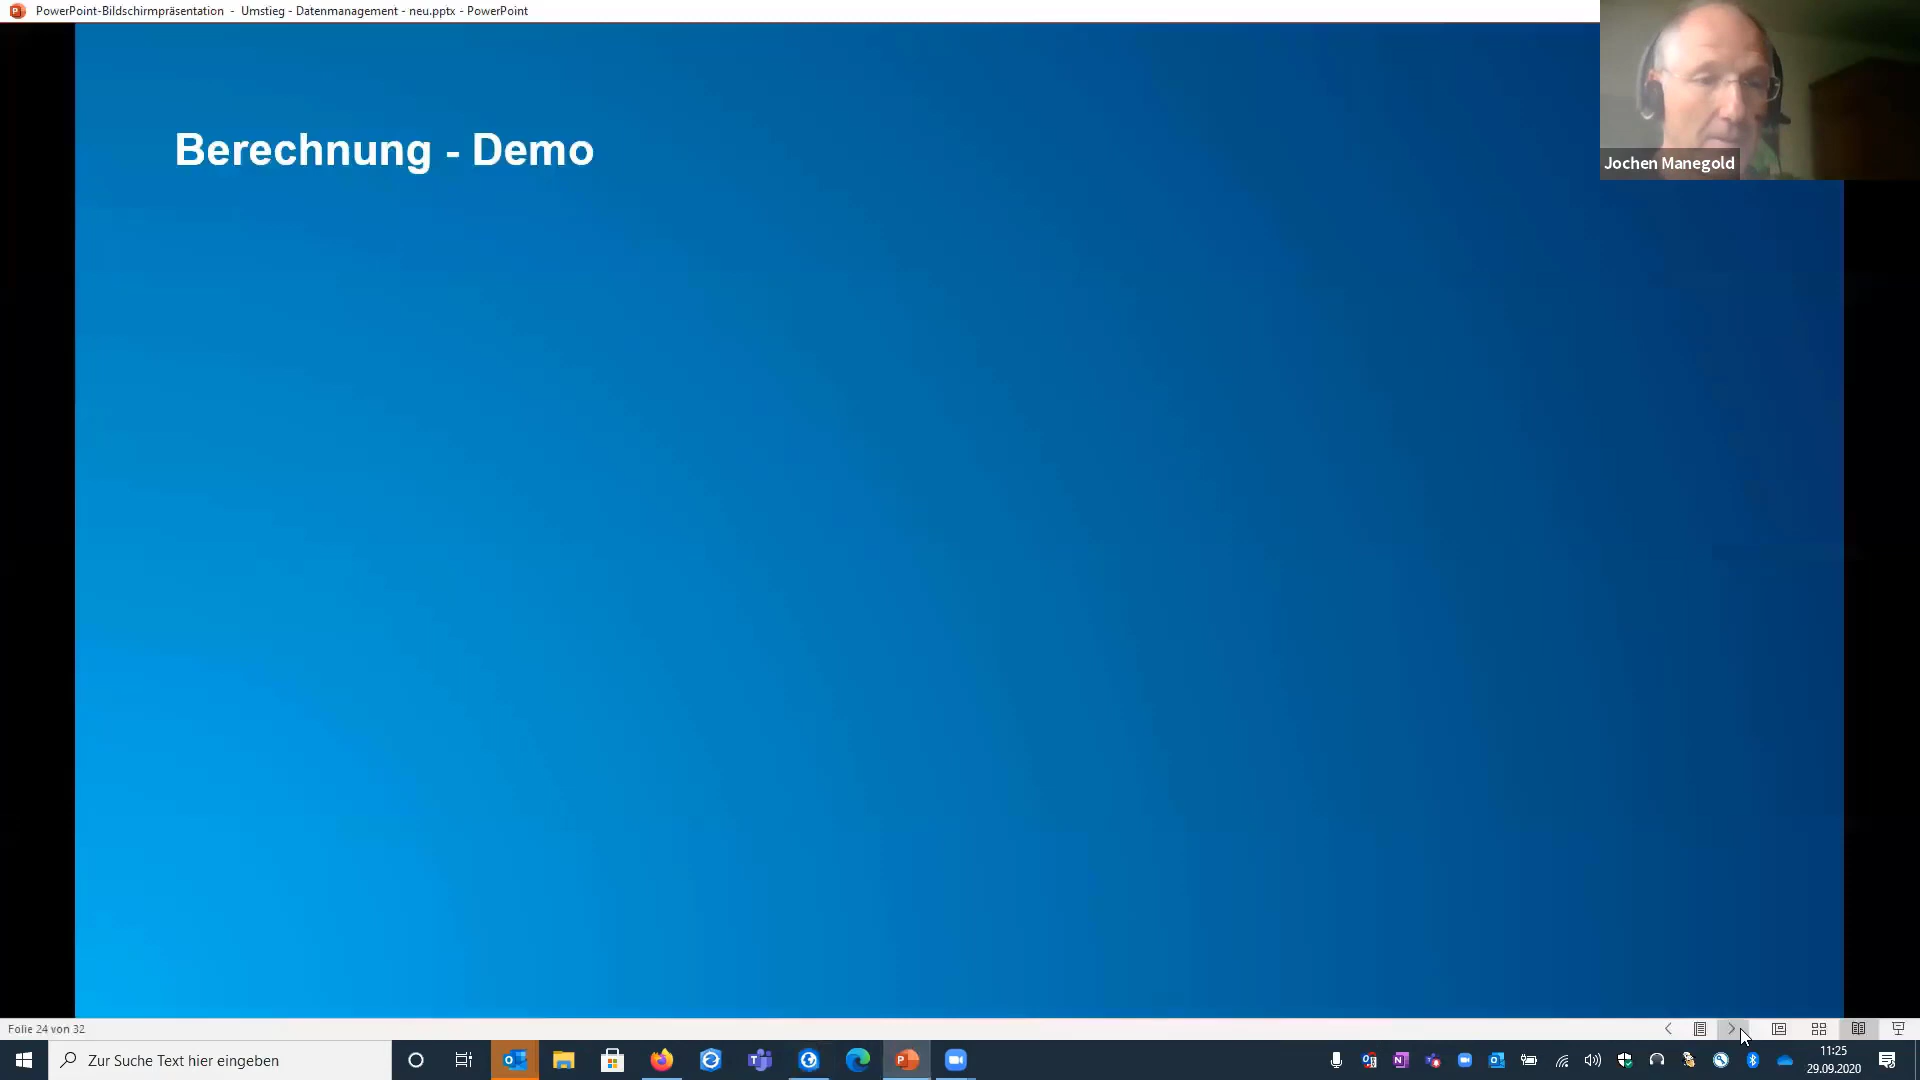 PowerPoint-Bildschirmpräsentation - Umstieg - Datenmanagement - neu.pptx - PowerPoint
Berechnung - Demo
Jochen Manegold
Folie 24 von 32
Zur Suche Text hier eingeben
11:25
29.09.2020